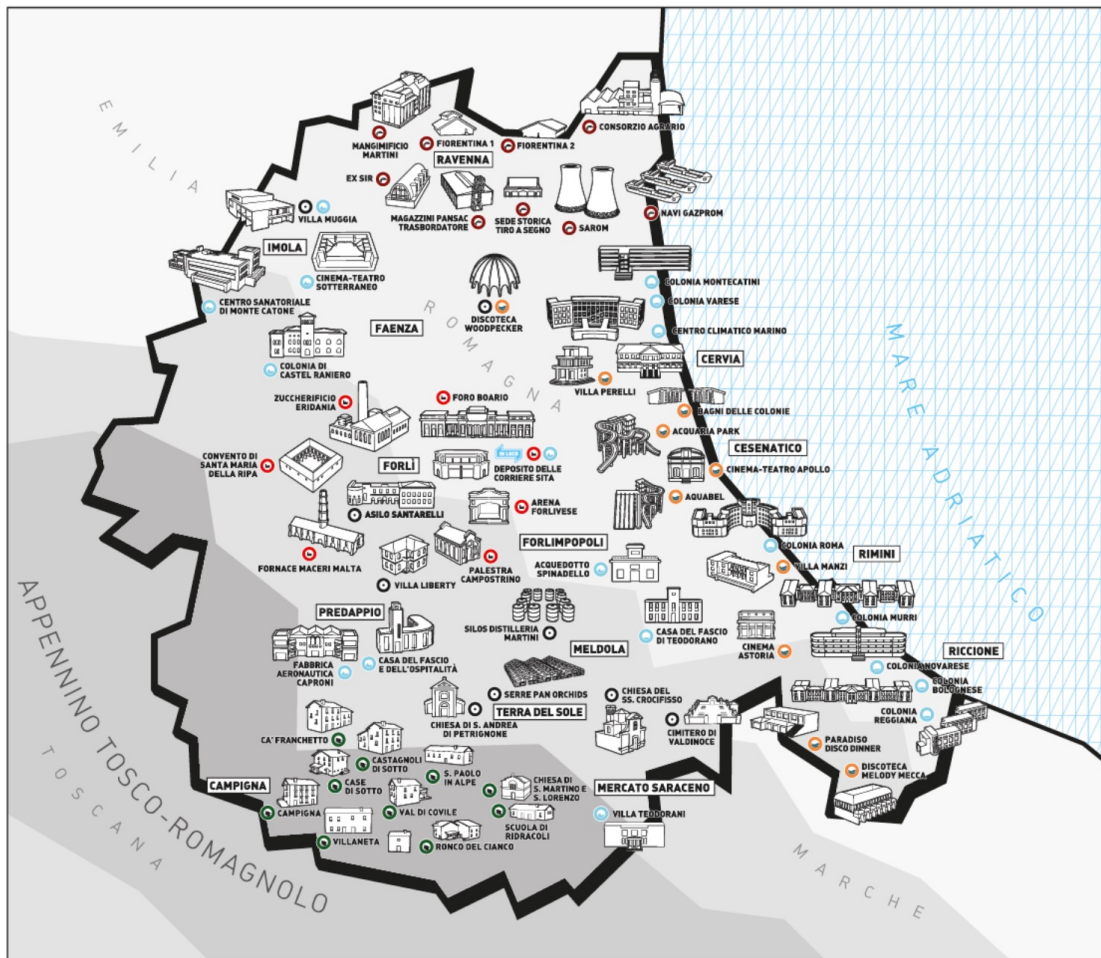 EMILIA
ROMAGNA
MARE ADRIATICO
APPENNINO TOSCO-ROMAGNOLO
TOSCANA
MARCHE
MANGIMIFICIO
MARTINI
FIORENTINA 1
FIORENTINA 2
CONSORZIO AGRARIO
RAVENNA
EX SIR
MAGAZZINI PANSAC
TRASBORDATORE
SEDE STORICA
TIRO A SEGNO
SAROM
NAVI GAZPROM
VILLA MUGGIA
IMOLA
CINEMA-TEATRO
SOTTERRANEO
CENTRO SANATORIALE
DI MONTE CATONE
DISCOTECA
WOODPECKER
COLONIA MONTECATINI
COLONIA VARESE
CENTRO CLIMATICO MARINO
FAENZA
COLONIA DI
CASTEL RANIERO
CERVIA
VILLA PERELLI
BAGNI DELLE COLONIE
ZUCCHERIFICIO
ERIDANIA
FORO BOARIO
ACQUARIA PARK
CESENATICO
CONVENTO DI
SANTA MARIA
DELLA RIPA
FORLÌ
DEPOSITO DELLE
CORRIERE SITA
CINEMA-TEATRO APOLLO
ASILO SANTARELLI
ARENA
FORLIVESE
AQUABEL
FORNACE MACERI MALTA
VILLA LIBERTY
PALESTRA
CAMPOSTRINO
FORLIMPOPOLI
ACQUEDOTTO
SPINADELLO
COLONIA ROMA
RIMINI
VILLA MANZI
PREDAPPIO
SILOS DISTILLERIA
MARTINI
CASA DEL FASCIO
DI TEODORANO
COLONIA MURRI
FABBRICA
AERONAUTICA
CAPRONI
CASA DEL FASCIO
E DELL'OSPITALITÀ
MELDOLA
CINEMA
ASTORIA
RICCIONE
COLONIA NOVARESE
COLONIA
BOLOGNESE
SERRE PAN ORCHIDS
CHIESA DEL
SS. CROCIFISSO
COLONIA
REGGIANA
TERRA DEL SOLE
CHIESA DI S. ANDREA
DI PETRIGNONE
CIMITERO DI
VALDINOCE
CA' FRANCHETTO
PARADISO
DISCO DINNER
CASTAGNOLI
DI SOTTO
DISCOTECA
MELODY MECCA
CAMPIGNA
CASE
DI SOTTO
S. PAOLO
IN ALPE
CHIESA DI
S. MARTINO E
S. LORENZO
MERCATO SARACENO
CAMPIGNA
VAL DI COVILE
SCUOLA DI
RIDRACOLI
VILLA TEODORANI
VILLANETA
RONCO DEL CIANCO